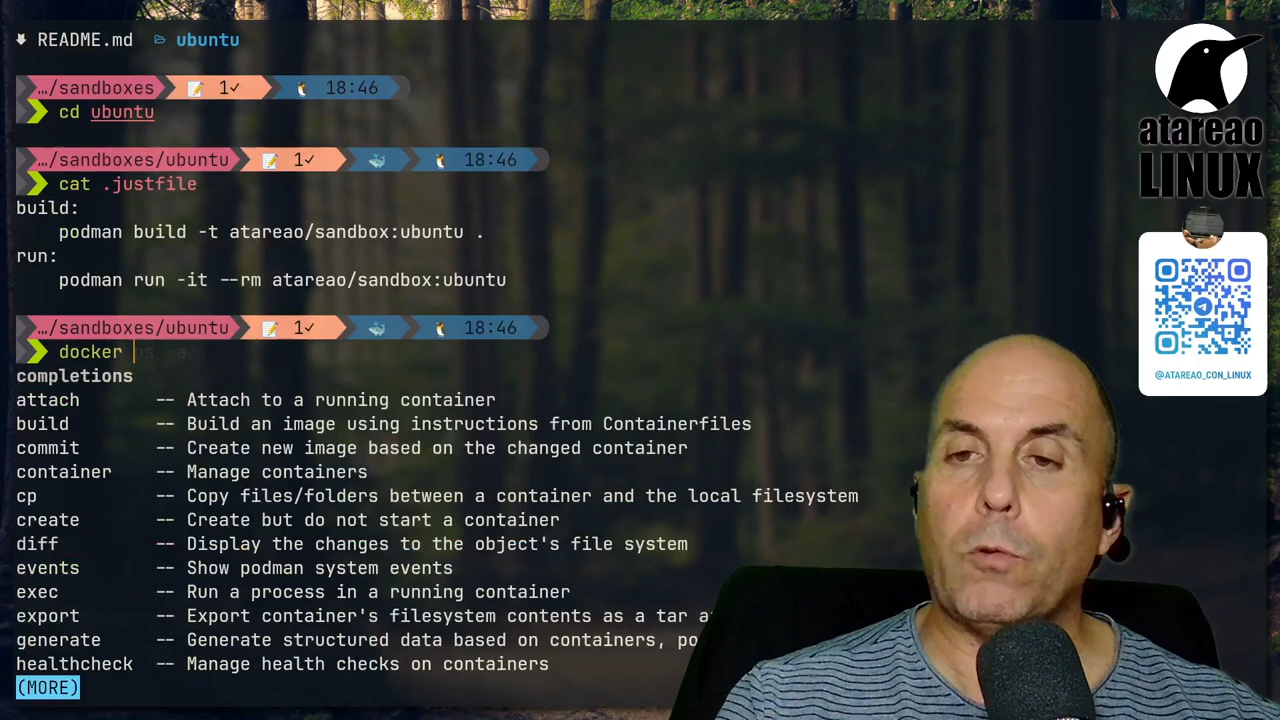 README.md ubuntu
…/sandboxes 1✓ 18:46
cd ubuntu
…/sandboxes/ubuntu 1✓ 18:46
cat .justfile
build:
podman build -t atareao/sandbox:ubuntu .
run:
podman run -it --rm atareao/sandbox:ubuntu
…/sandboxes/ubuntu 1✓ 18:46
docker ps -a
completions
attach -- Attach to a running container
build -- Build an image using instructions from Containerfiles
commit -- Create new image based on the changed container
container -- Manage containers
cp -- Copy files/folders between a container and the local filesystem
create -- Create but do not start a container
diff -- Display the changes to the object's file system
events -- Show podman system events
exec -- Run a process in a running container
export -- Export container's filesystem contents as a tar
generate -- Generate structured data based on containers,
healthcheck -- Manage health checks on containers
(MORE)
atareao
LINUX
@ATAREAO_CON_LINUX